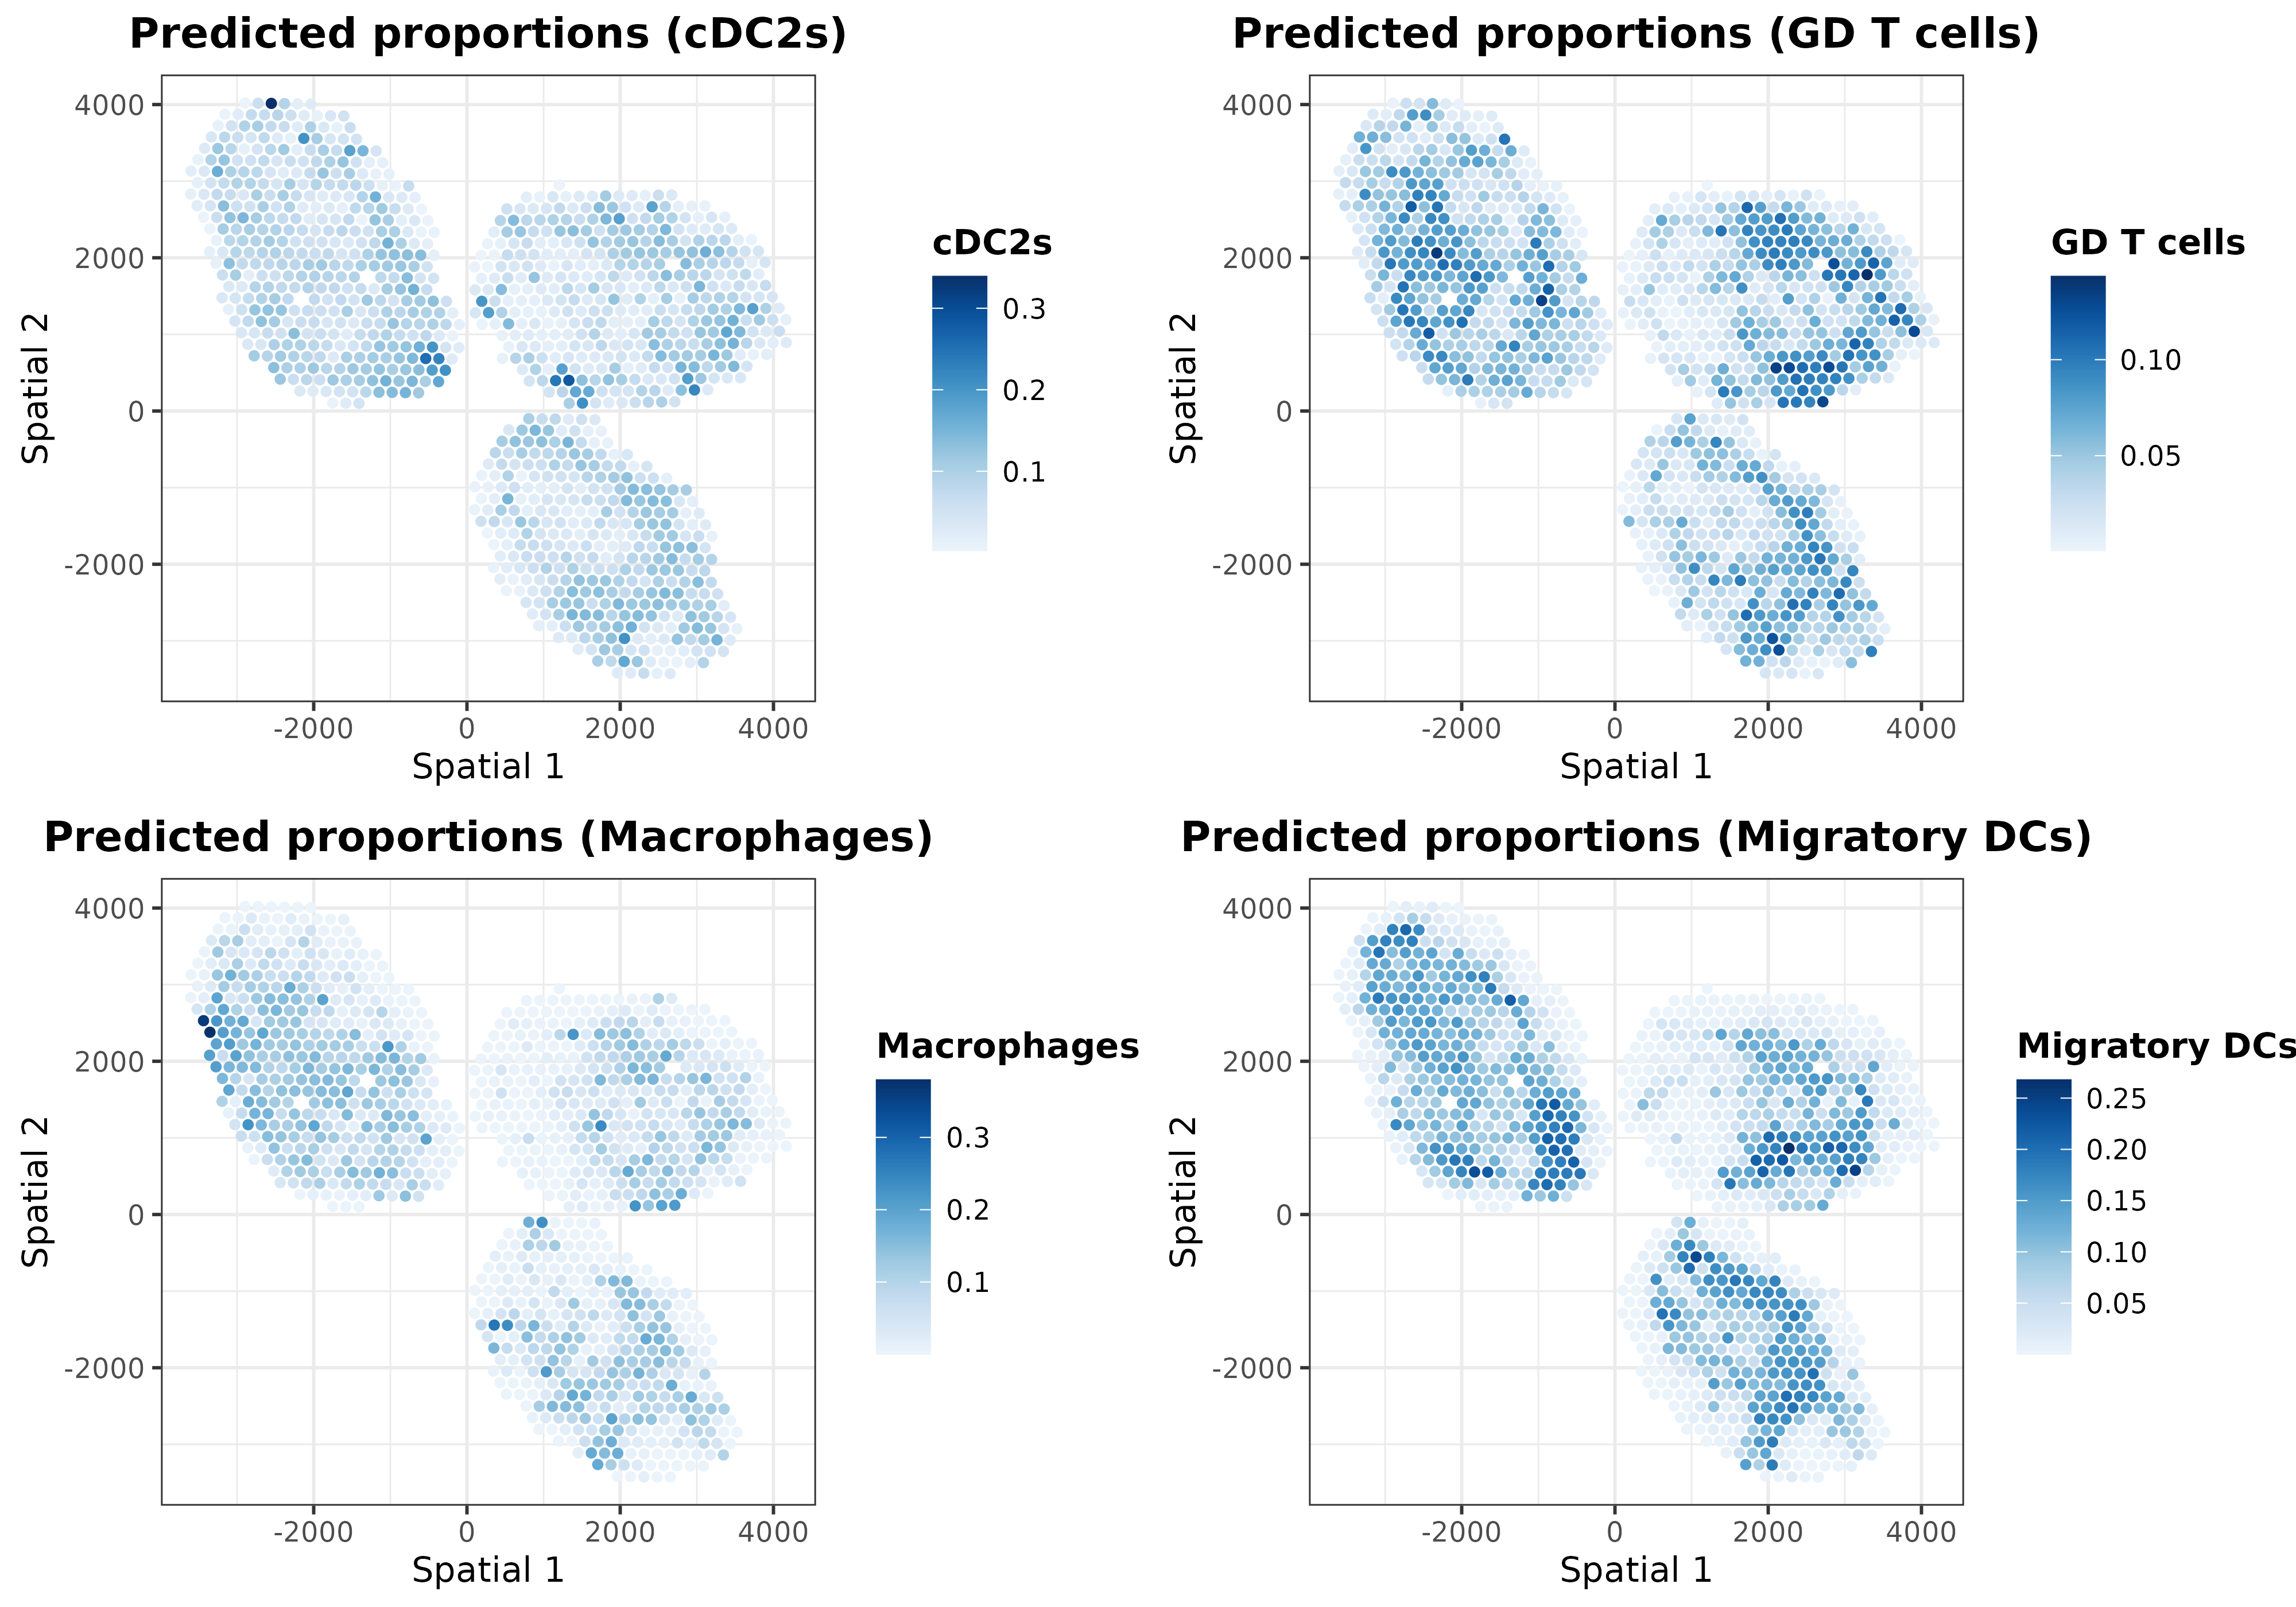 Predicted proportions (cDC2s)
4000
2000
0
-2000
-2000
0
2000
4000
Spatial 1
Spatial 2
cDC2s
0.3
0.2
0.1
Predicted proportions (GD T cells)
4000
2000
0
-2000
-2000
0
2000
4000
Spatial 1
Spatial 2
GD T cells
0.10
0.05
Predicted proportions (Macrophages)
4000
2000
0
-2000
-2000
0
2000
4000
Spatial 1
Spatial 2
Macrophages
0.3
0.2
0.1
Predicted proportions (Migratory DCs)
4000
2000
0
-2000
-2000
0
2000
4000
Spatial 1
Spatial 2
Migratory DCs
0.25
0.20
0.15
0.10
0.05